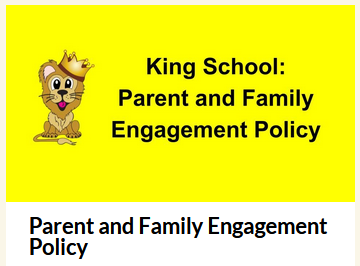 King School:
Parent and Family
Engagement Policy
Parent and Family Engagement
Policy